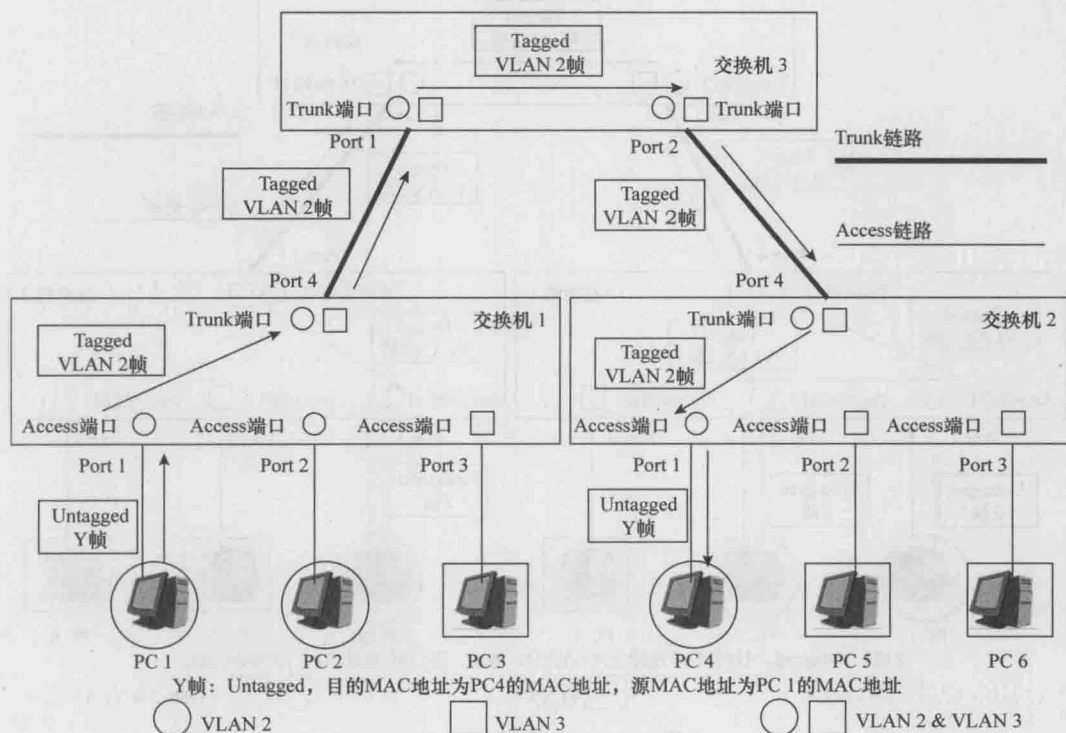 Tagged
VLAN 2帧
交换机 3
Trunk端口
Trunk端口
Port 1
Port 2
Trunk链路
Tagged
VLAN 2帧
Tagged
VLAN 2帧
Access链路
Port 4
Port 4
Trunk端口
交换机 1
Trunk端口
交换机 2
Tagged
VLAN 2帧
Tagged
VLAN 2帧
Access端口
Access端口
Access端口
Access端口
Access端口
Access端口
Port 1
Port 2
Port 3
Port 1
Port 2
Port 3
Untagged
Y帧
Untagged
Y帧
PC 1
PC 2
PC 3
PC 4
PC 5
PC 6
Y帧：Untagged，目的MAC地址为PC4的MAC地址，源MAC地址为PC 1的MAC地址
VLAN 2
VLAN 3
VLAN 2 & VLAN 3